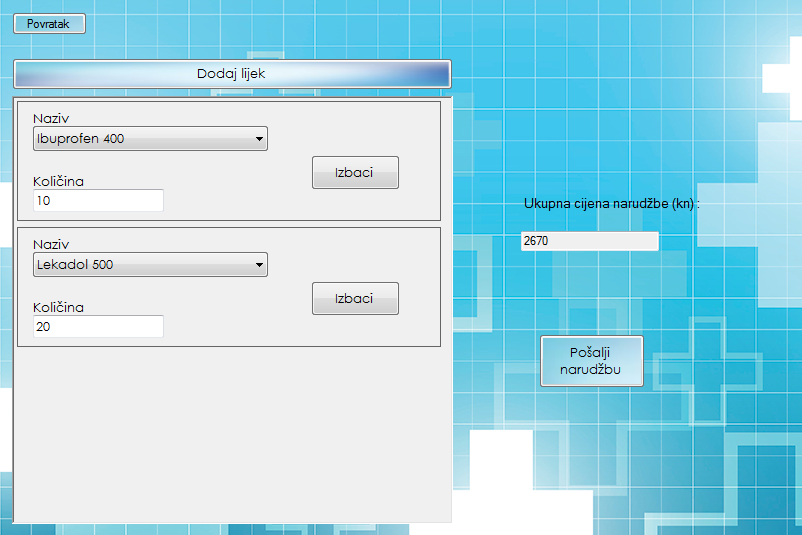 Povratak
Dodaj lijek
Naziv
Ibuprofen 400
Izbaci
Količina
10
Naziv
Lekadol 500
Izbaci
Količina
20
Ukupna cijena narudžbe (kn) :
2670
Pošalji
narudžbu